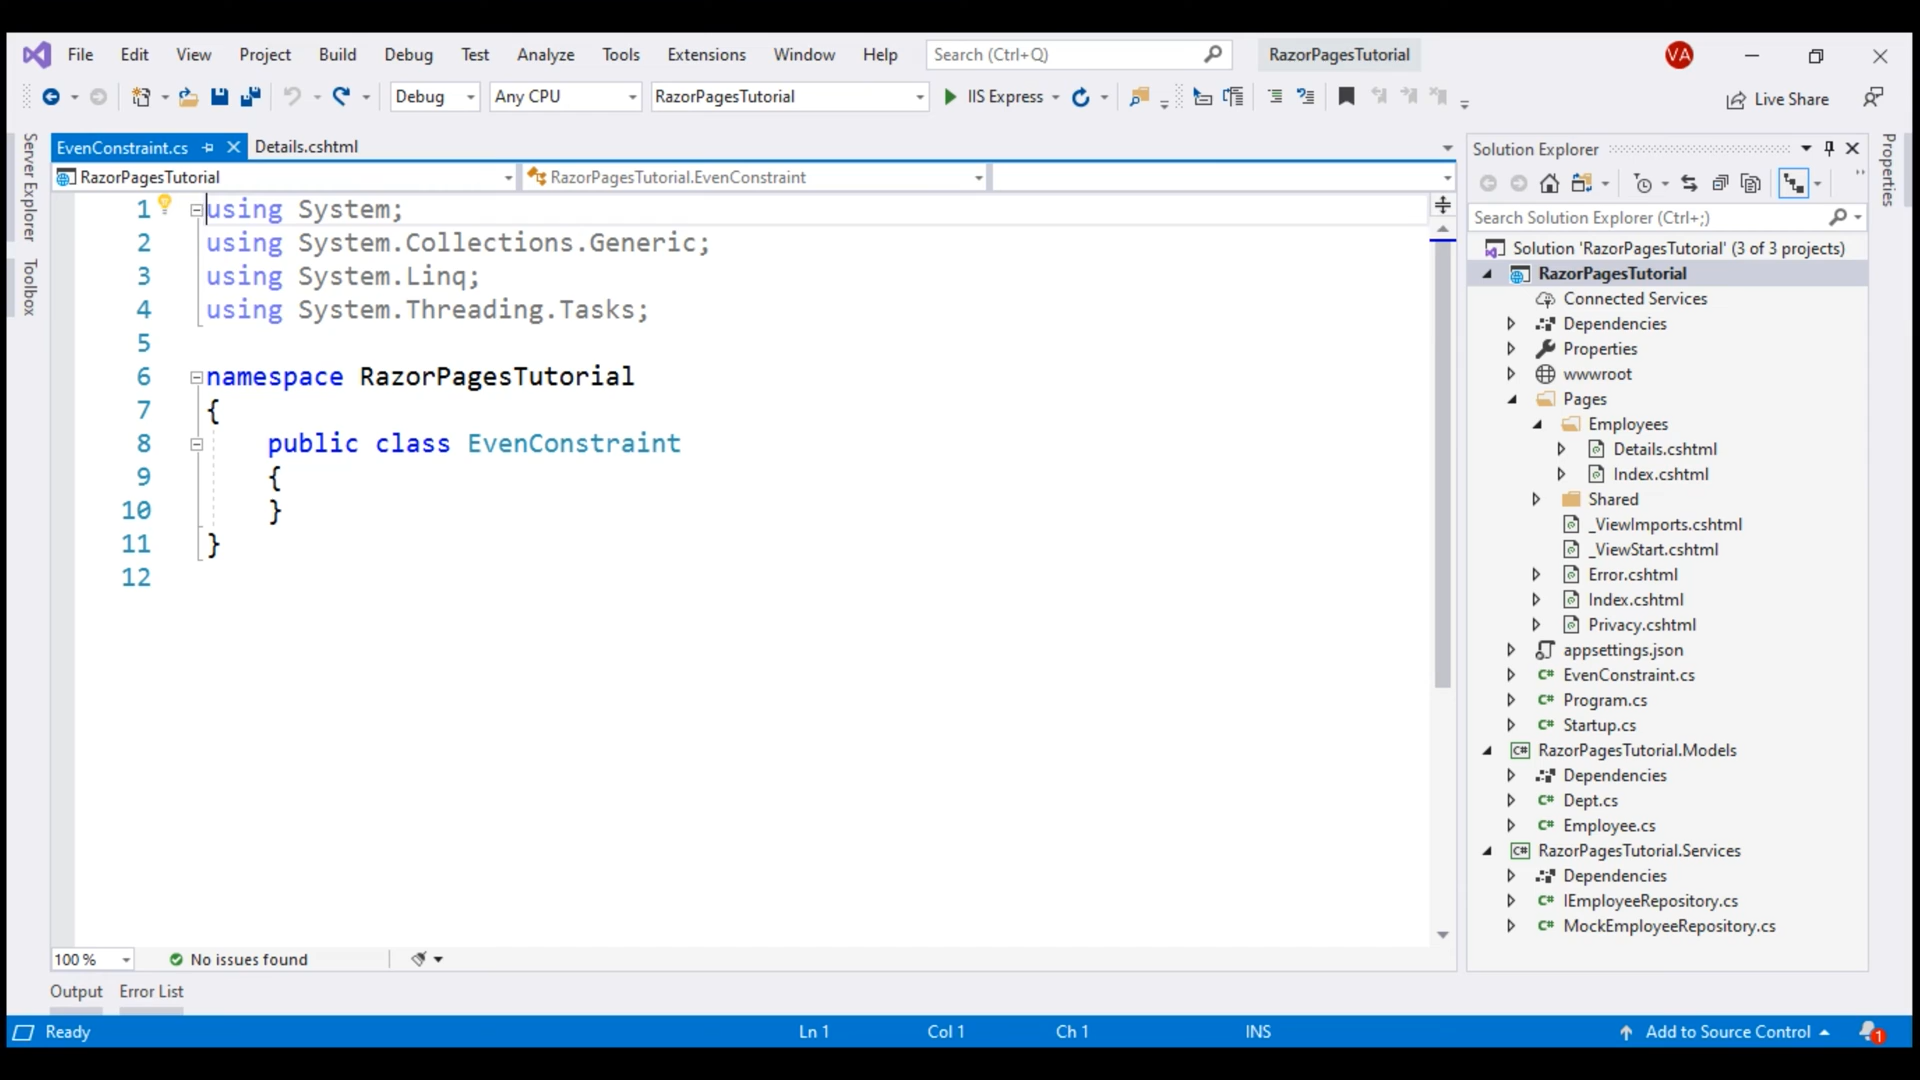 File Edit View Project Build Debug Test Analyze Tools Extensions Window Help Search (Ctrl+Q) RazorPagesTutorial VA
Debug Any CPU RazorPagesTutorial IIS Express Live Share
Server Explorer
Toolbox
EvenConstraint.cs Details.cshtml
RazorPagesTutorial RazorPagesTutorial.EvenConstraint
1 using System;
2 using System.Collections.Generic;
3 using System.Linq;
4 using System.Threading.Tasks;
5
6 namespace RazorPagesTutorial
7 {
8 public class EvenConstraint
9 {
10 }
11 }
12
100 % No issues found
Output Error List
Solution Explorer
Search Solution Explorer (Ctrl+;)
Solution 'RazorPagesTutorial' (3 of 3 projects)
RazorPagesTutorial
Connected Services
Dependencies
Properties
wwwroot
Pages
Employees
Details.cshtml
Index.cshtml
Shared
_ViewImports.cshtml
_ViewStart.cshtml
Error.cshtml
Index.cshtml
Privacy.cshtml
appsettings.json
C# EvenConstraint.cs
C# Program.cs
C# Startup.cs
C# RazorPagesTutorial.Models
Dependencies
C# Dept.cs
C# Employee.cs
C# RazorPagesTutorial.Services
Dependencies
C# IEmployeeRepository.cs
C# MockEmployeeRepository.cs
Properties
Ready Ln 1 Col 1 Ch 1 INS Add to Source Control 1